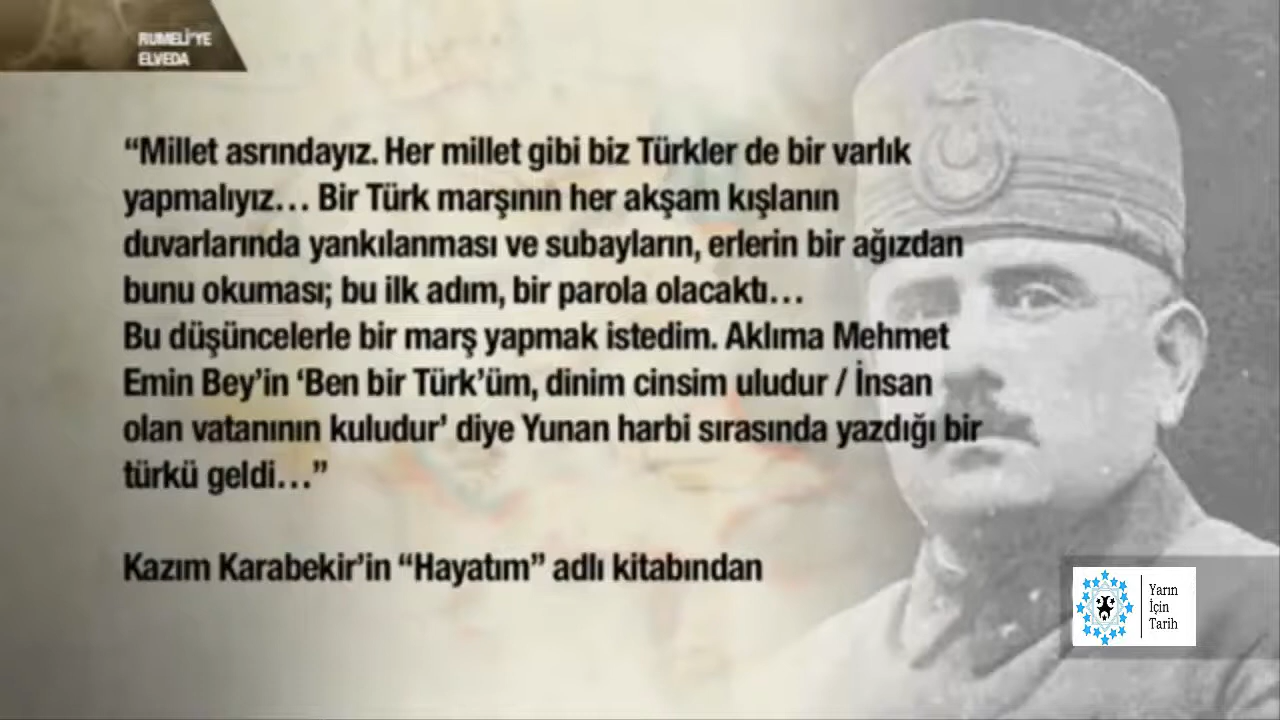 RUMELİ'YE
ELVEDA
“Millet asrındayız. Her millet gibi biz Türkler de bir varlık
yapmalıyız… Bir Türk marşının her akşam kışlanın
duvarlarında yankılanması ve subayların, erlerin bir ağızdan
bunu okuması; bu ilk adım, bir parola olacaktı…
Bu düşüncelerle bir marş yapmak istedim. Aklıma Mehmet
Emin Bey’in ‘Ben bir Türk’üm, dinim cinsim uludur / İnsan
olan vatanının kuludur’ diye Yunan harbi sırasında yazdığı bir
türkü geldi…”
Kazım Karabekir’in “Hayatım” adlı kitabından
Yarın
İçin
Tarih